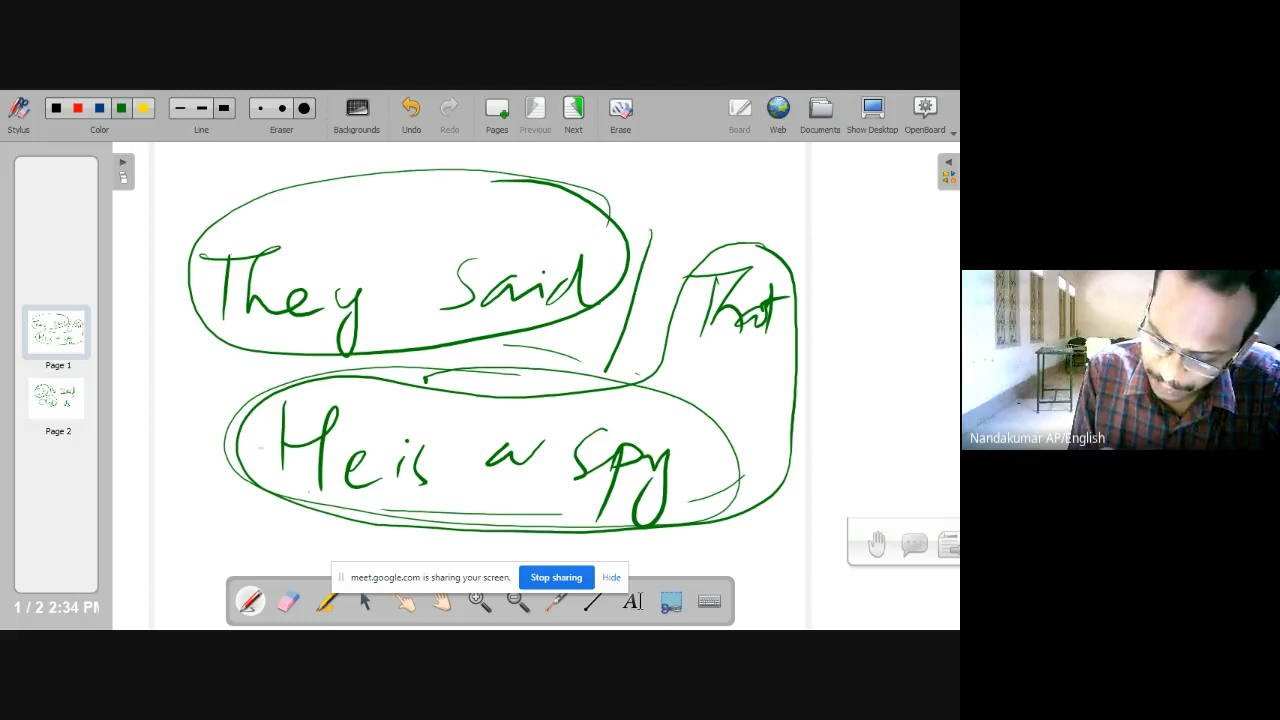 Stylus Color Line Eraser Backgrounds Undo Redo Pages Previous Next Erase Board Web Documents Show Desktop OpenBoard
They said / That
He is a spy
Page 1
Page 2
Nandakumar AP/English
meet.google.com is sharing your screen. Stop sharing Hide
1 / 2 2:34 PM